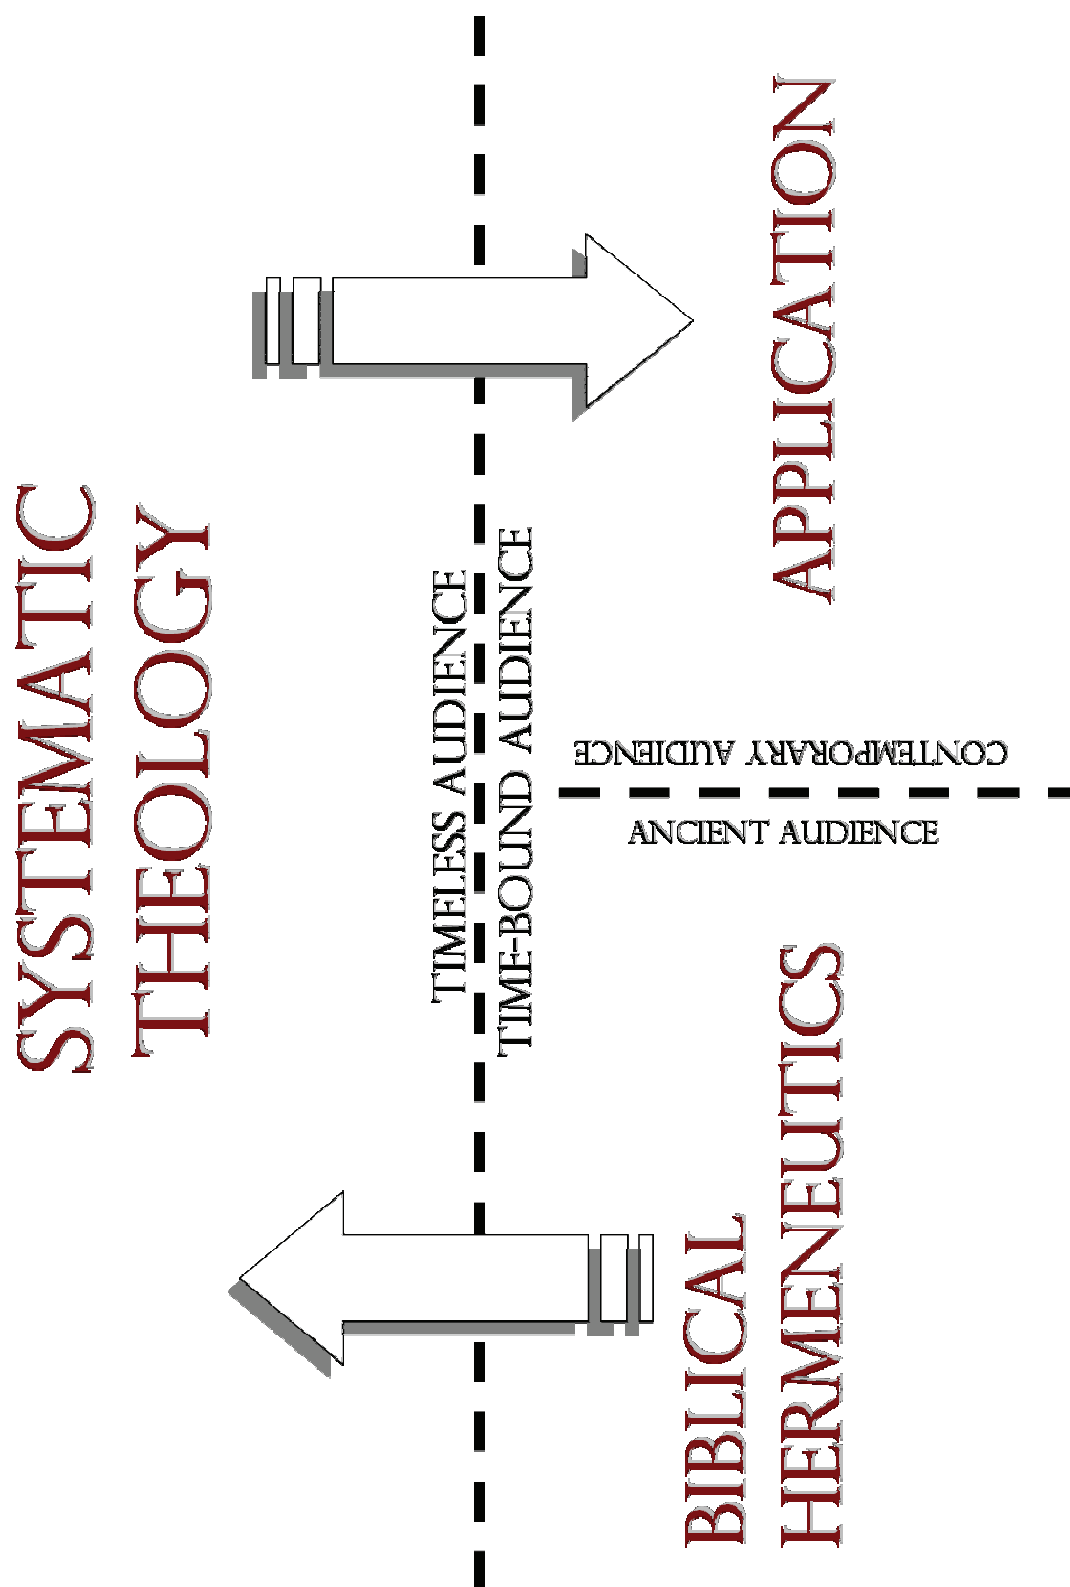 SYSTEMATIC
THEOLOGY
TIMELESS AUDIENCE
TIME-BOUND AUDIENCE
BIBLICAL
HERMENEUTICS
ANCIENT AUDIENCE
CONTEMPORARY AUDIENCE
APPLICATION